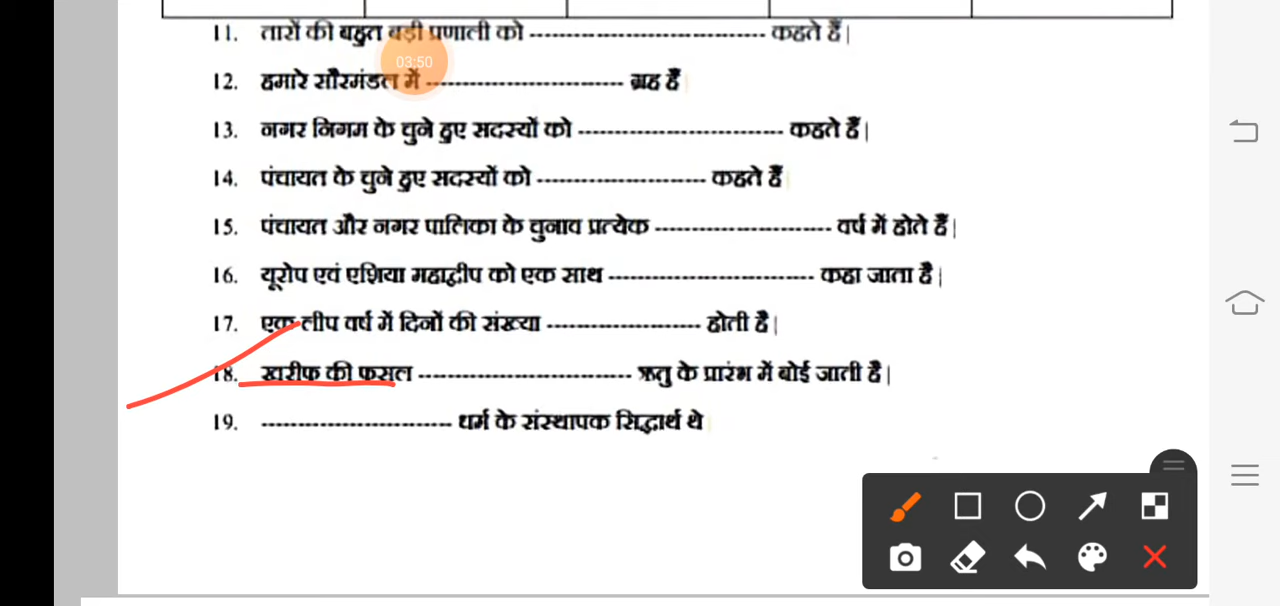 11. तारों की बहुत बड़ी प्रणाली को ---------------------------- कहते हैं|
03:50
12. हमारे सौरमंडल में ------------------------ ग्रह हैं
13. नगर निगम के चुने हुए सदस्यों को ------------------------- कहते हैं|
14. पंचायत के चुने हुए सदस्यों को --------------------- कहते हैं
15. पंचायत और नगर पालिका के चुनाव प्रत्येक ---------------------- वर्ष में होते हैं|
16. यूरोप एवं एशिया महाद्वीप को एक साथ ------------------------- कहा जाता है|
17. एक लीप वर्ष में दिनों की संख्या ------------------- होती है|
18. खरीफ की फसल -------------------------- ऋतु के प्रारंभ में बोई जाती है|
19. ----------------------- धर्म के संस्थापक सिद्धार्थ थे